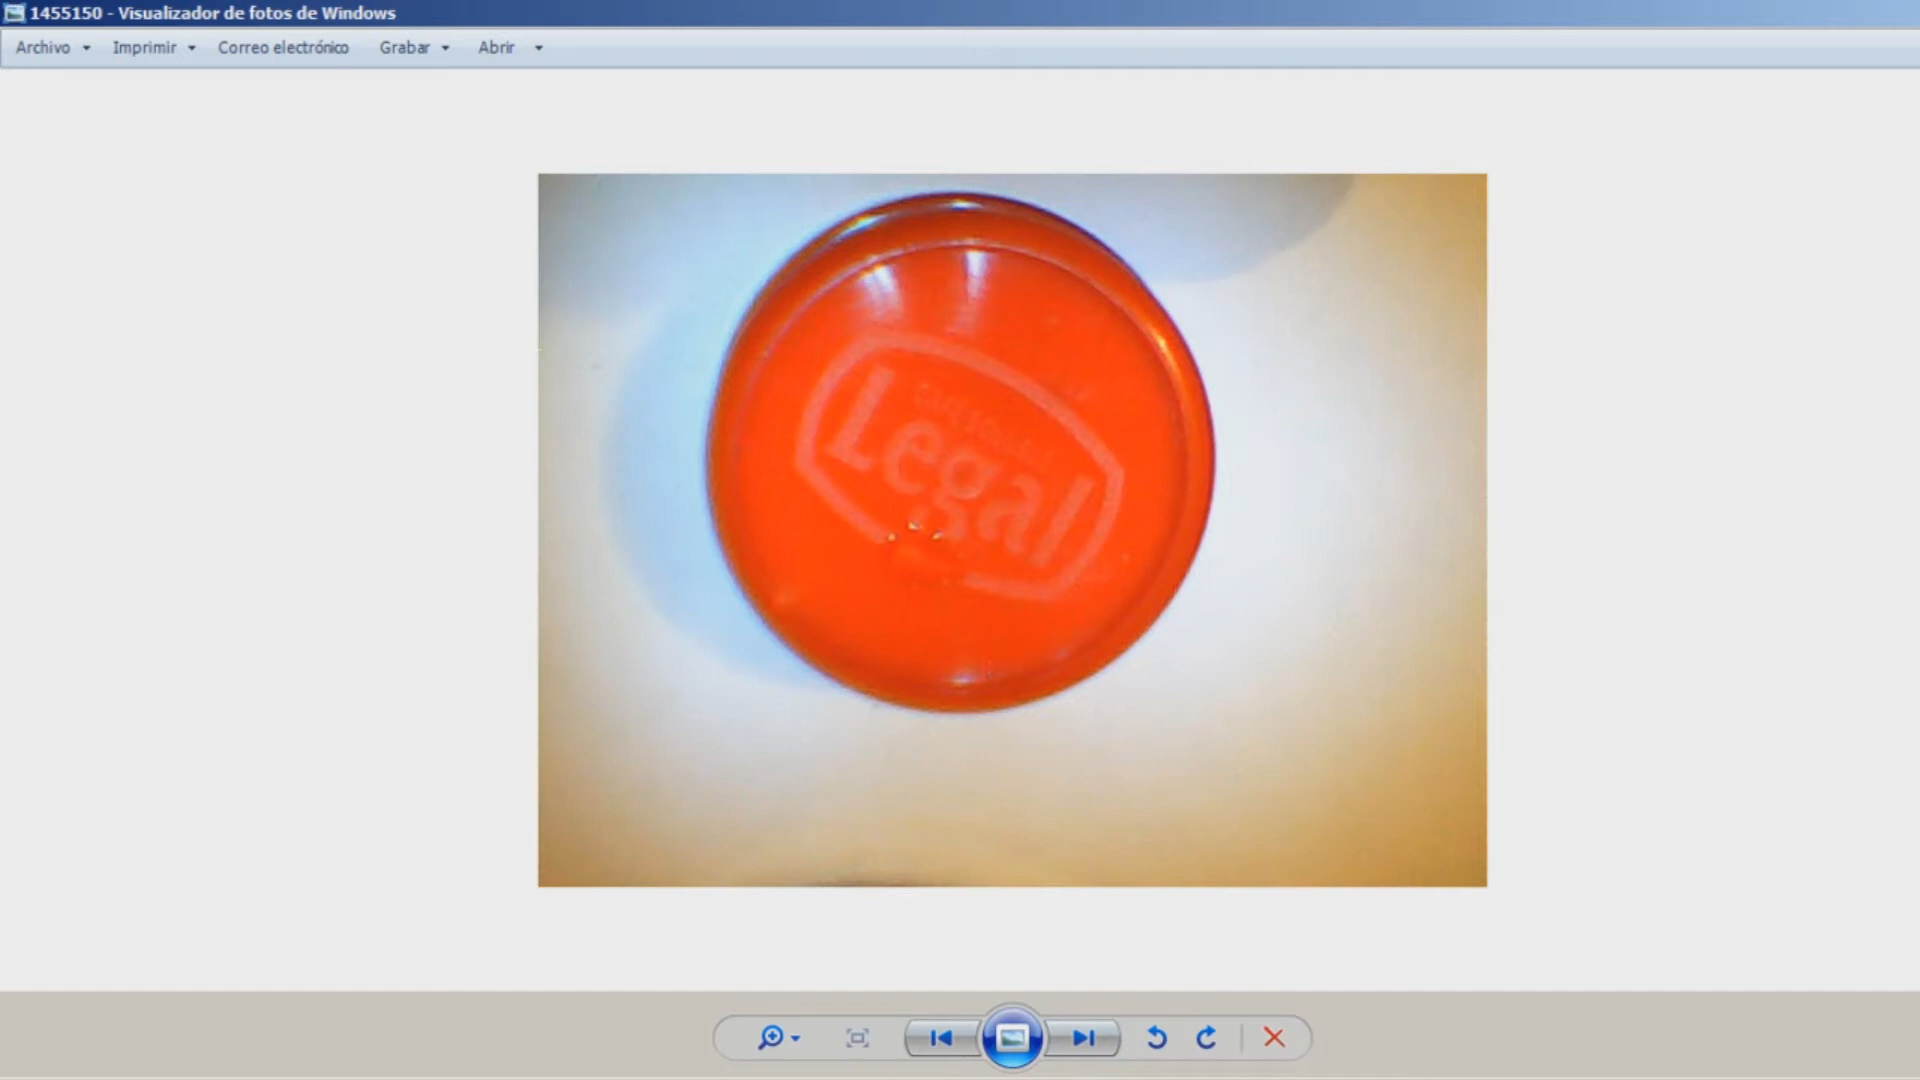 1455150 - Visualizador de fotos de Windows
Archivo Imprimir Correo electrónico Grabar Abrir
Legal